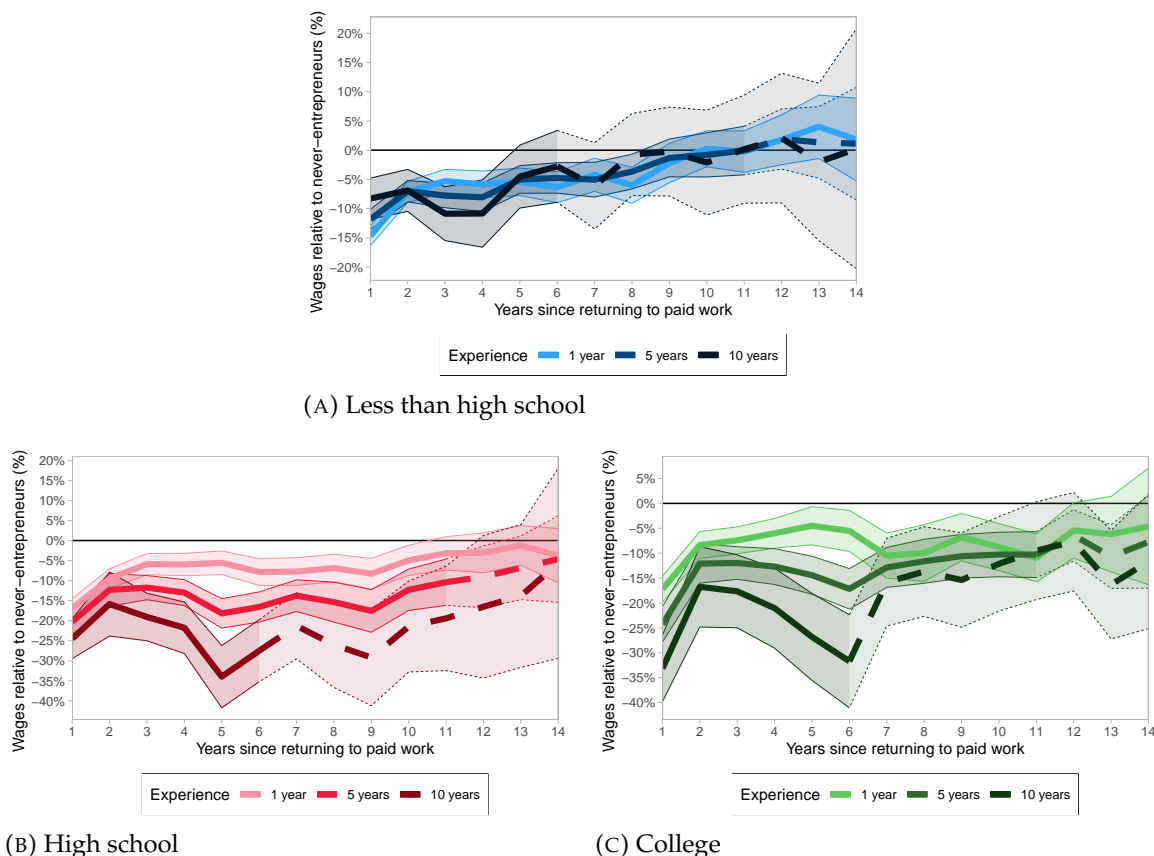 Wages relative to never−entrepreneurs (%)
20%
15%
10%
5%
0%
−5%
−10%
−15%
−20%
1 2 3 4 5 6 7 8 9 10 11 12 13 14
Years since returning to paid work
Experience 1 year 5 years 10 years
(A) Less than high school
Wages relative to never−entrepreneurs (%)
20%
15%
10%
5%
0%
−5%
−10%
−15%
−20%
−25%
−30%
−35%
−40%
1 2 3 4 5 6 7 8 9 10 11 12 13 14
Years since returning to paid work
Experience 1 year 5 years 10 years
(B) High school
Wages relative to never−entrepreneurs (%)
5%
0%
−5%
−10%
−15%
−20%
−25%
−30%
−35%
−40%
1 2 3 4 5 6 7 8 9 10 11 12 13 14
Years since returning to paid work
Experience 1 year 5 years 10 years
(C) College